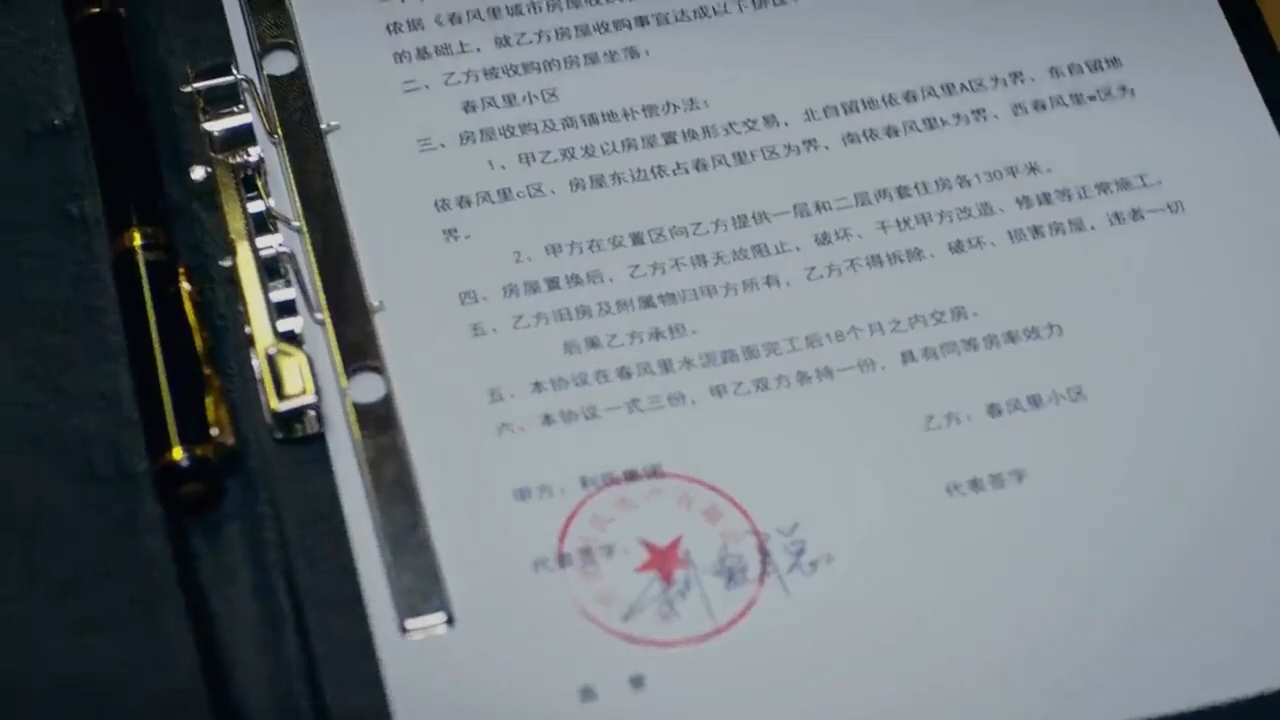 依据《春风里城市房屋收购
的基础上，就乙方房屋收购事宜达成以下协议：
二、乙方被收购的房屋坐落：
春风里小区
三、房屋收购及商铺地补偿办法：
1、甲乙双发以房屋置换形式交易，北自留地依春风里A区为界、东自留地
依春风里c区、房屋东边依占春风里F区为界，南依春风里k为界、西春风里e区为
界。
2、甲方在安置区向乙方提供一层和二层两套住房各130平米。
四、房屋置换后，乙方不得无故阻止，破坏、干扰甲方改造、修建等正常施工。
五、乙方旧房及附属物归甲方所有，乙方不得拆除、破坏、损害房屋，违者一切
后果乙方承担。
五、本协议在春风里水泥路面完工后18个月之内交房。
六、本协议一式三份，甲乙双方各持一份，具有同等房率效力
甲方：
乙方：春风里小区
代表签字：
代表签字